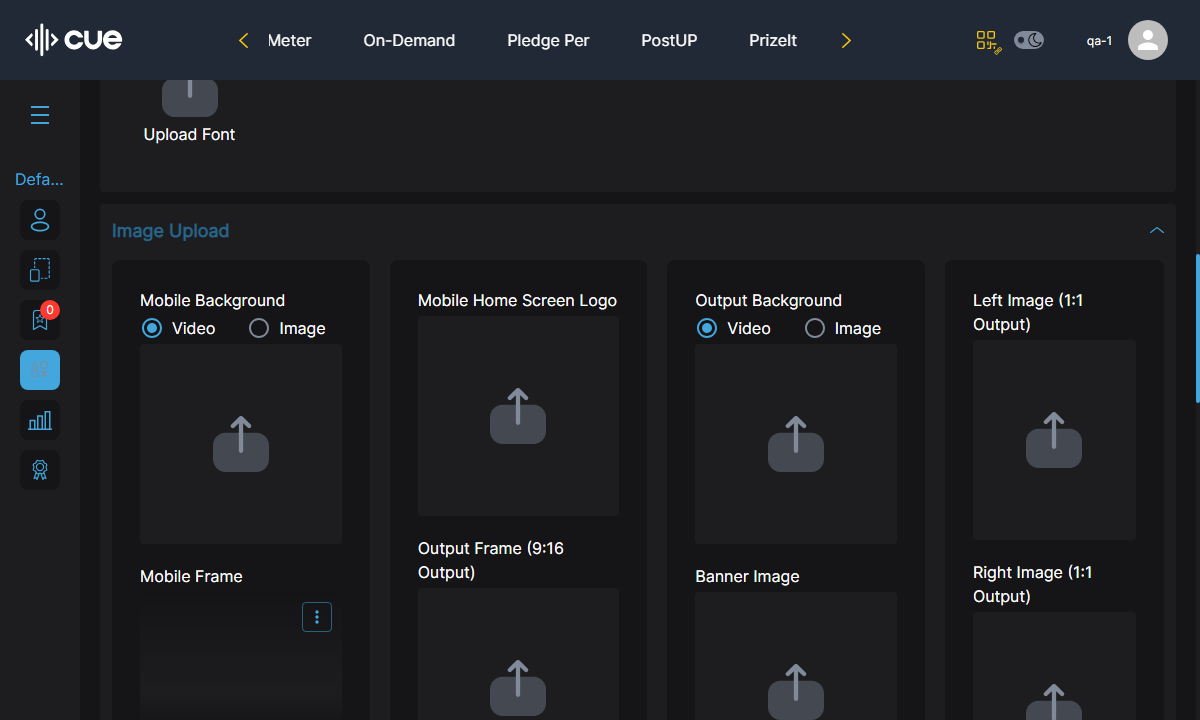 cue
Meter
On-Demand
Pledge Per
PostUP
PrizeIt
qa-1
Upload Font
Defa...
0
Image Upload
Mobile Background
Video
Image
Mobile Home Screen Logo
Output Background
Video
Image
Left Image (1:1
Output)
Mobile Frame
Output Frame (9:16
Output)
Banner Image
Right Image (1:1
Output)